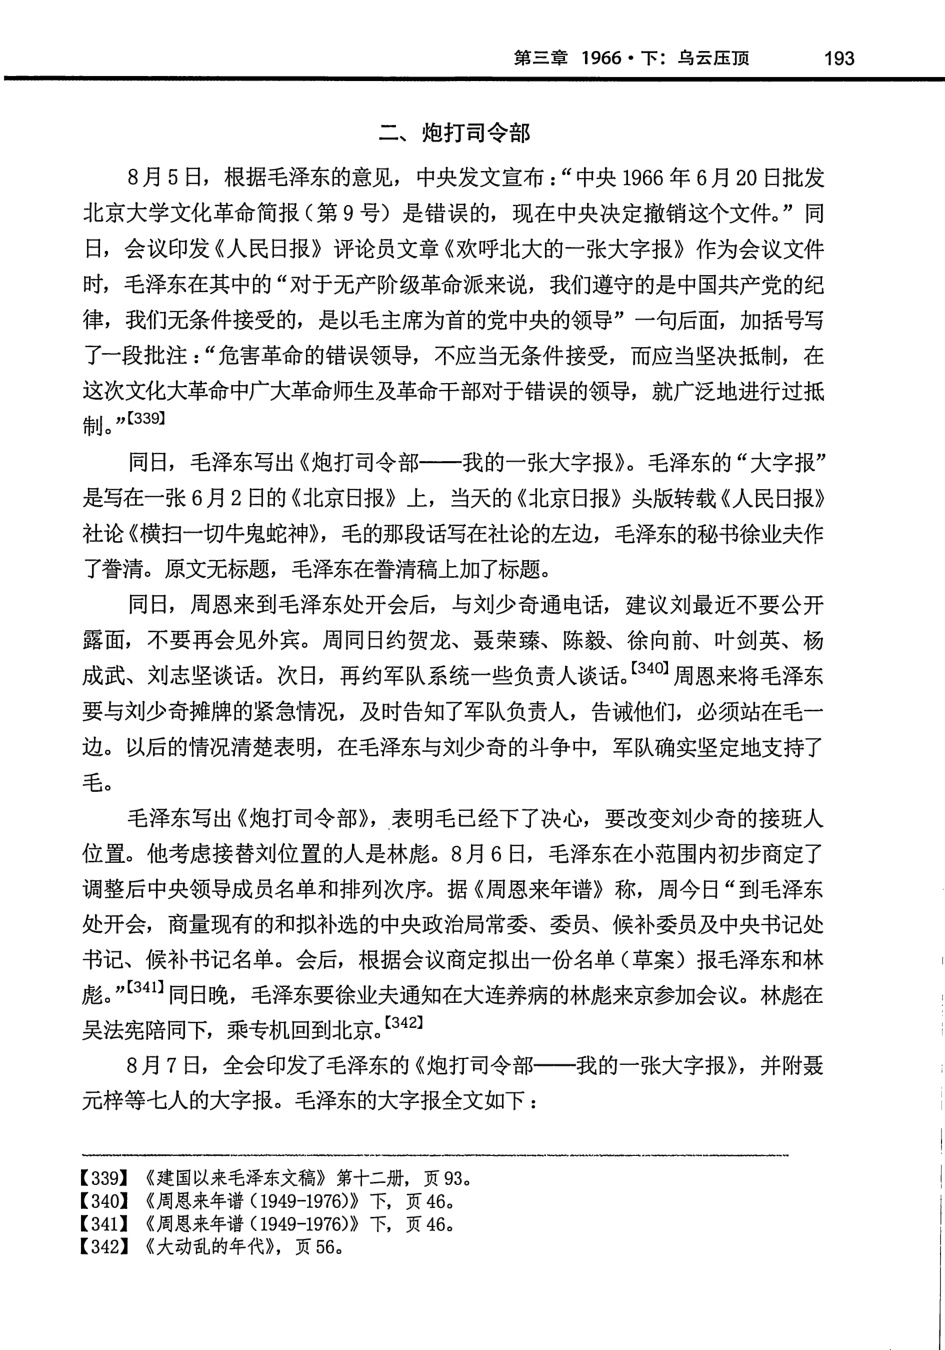 第三章 1966·下：乌云压顶 193
二、炮打司令部
8月5日，根据毛泽东的意见，中央发文宣布：“中央1966年6月20日批发
北京大学文化革命简报（第9号）是错误的，现在中央决定撤销这个文件。”同
日，会议印发《人民日报》评论员文章《欢呼北大的一张大字报》作为会议文件
时，毛泽东在其中的“对于无产阶级革命派来说，我们遵守的是中国共产党的纪
律，我们无条件接受的，是以毛主席为首的党中央的领导”一句后面，加括号写
了一段批注：“危害革命的错误领导，不应当无条件接受，而应当坚决抵制，在
这次文化大革命中广大革命师生及革命干部对于错误的领导，就广泛地进行过抵
制。”【339】
同日，毛泽东写出《炮打司令部——我的一张大字报》。毛泽东的“大字报”
是写在一张6月2日的《北京日报》上，当天的《北京日报》头版转载《人民日报》
社论《横扫一切牛鬼蛇神》，毛的那段话写在社论的左边，毛泽东的秘书徐业夫作
了誊清。原文无标题，毛泽东在誊清稿上加了标题。
同日，周恩来到毛泽东处开会后，与刘少奇通电话，建议刘最近不要公开
露面，不要再会见外宾。周同日约贺龙、聂荣臻、陈毅、徐向前、叶剑英、杨
成武、刘志坚谈话。次日，再约军队系统一些负责人谈话。【340】周恩来将毛泽东
要与刘少奇摊牌的紧急情况，及时告知了军队负责人，告诫他们，必须站在毛一
边。以后的情况清楚表明，在毛泽东与刘少奇的斗争中，军队确实坚定地支持了
毛。
毛泽东写出《炮打司令部》，表明毛已经下了决心，要改变刘少奇的接班人
位置。他考虑接替刘位置的人是林彪。8月6日，毛泽东在小范围内初步商定了
调整后中央领导成员名单和排列次序。据《周恩来年谱》称，周今日“到毛泽东
处开会，商量现有的和拟补选的中央政治局常委、委员、候补委员及中央书记处
书记、候补书记名单。会后，根据会议商定拟出一份名单（草案）报毛泽东和林
彪。”【341】同日晚，毛泽东要徐业夫通知在大连养病的林彪来京参加会议。林彪在
吴法宪陪同下，乘专机回到北京。【342】
8月7日，全会印发了毛泽东的《炮打司令部——我的一张大字报》，并附聂
元梓等七人的大字报。毛泽东的大字报全文如下：
【339】《建国以来毛泽东文稿》第十二册，页93。
【340】《周恩来年谱（1949-1976）》下，页46。
【341】《周恩来年谱（1949-1976）》下，页46。
【342】《大动乱的年代》，页56。